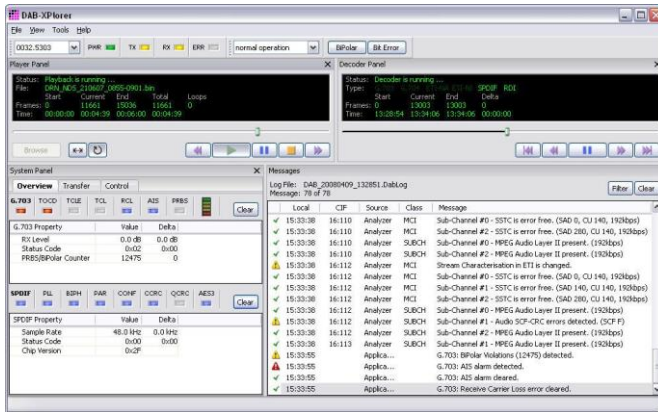 DAB-XPlorer
File View Tools Help
0032.5303 PWR TX RX ERR normal operation BiPolar Bit Error
Player Panel
Status: Playback is running ...
File: DRN_NDS_210607_0855-0901.bin
Start Current End Total Loops
Frames: 0 11661 15036 11661 0
Time: 00:00:00 00:04:39 00:06:00 00:04:39
Browse
Decoder Panel
Status: Decoder is running ...
Type: SPDIF RDI
Start Current End Delta
Frames: 0 13003 13003 0
Time: 13:28:54 13:34:06 13:34:06 00:00:00
System Panel
Overview Transfer Control
G.703 TOCD TCLE TCL RCL AIS PRBS
Clear
G.703 Property Value Delta
RX Level 0.0 dB 0.0 dB
Status Code 0x02 0x00
PRBS/BiPolar Counter 12475 0
SPDIF PLL BIPH PAR CONF CCRC QCRC AES3
Clear
SPDIF Property Value Delta
Sample Rate 48.0 kHz 0.0 kHz
Status Code 0x00 0x00
Chip Version 0x2F
Messages
Log File: DAB_20080409_132851.DabLog
Message: 78 of 78
Filter Clear
Local CIF Source Class Message
15:33:38 16:110 Analyzer MCI Sub-Channel #0 - SSTC is error free. (SAD 0, CU 140, 192kbps)
15:33:38 16:110 Analyzer MCI Sub-Channel #2 - SSTC is error free. (SAD 280, CU 140, 192kbps)
15:33:38 16:110 Analyzer SUBCH Sub-Channel #0 - MPEG Audio Layer II present. (192kbps)
15:33:38 16:110 Analyzer SUBCH Sub-Channel #2 - MPEG Audio Layer II present. (192kbps)
15:33:38 16:112 Analyzer MCI Stream Characterisation in ETI is changed.
15:33:38 16:112 Analyzer MCI Sub-Channel #0 - SSTC is error free. (SAD 0, CU 140, 192kbps)
15:33:38 16:112 Analyzer MCI Sub-Channel #1 - SSTC is error free. (SAD 140, CU 140, 192kbps)
15:33:38 16:112 Analyzer MCI Sub-Channel #2 - SSTC is error free. (SAD 280, CU 140, 192kbps)
15:33:38 16:112 Analyzer SUBCH Sub-Channel #0 - MPEG Audio Layer II present. (192kbps)
15:33:38 16:112 Analyzer SUBCH Sub-Channel #1 - Audio SCF-CRC errors detected. (SCF F)
15:33:38 16:112 Analyzer SUBCH Sub-Channel #2 - MPEG Audio Layer II present. (192kbps)
15:33:38 16:113 Analyzer SUBCH Sub-Channel #1 - MPEG Audio Layer II present. (192kbps)
15:33:55 Applica... G.703: BiPolar Violations (12475) detected.
15:33:55 Applica... G.703: AIS alarm detected.
15:33:55 Applica... G.703: AIS alarm cleared.
15:33:55 Applica... G.703: Receive Carrier Loss error cleared.